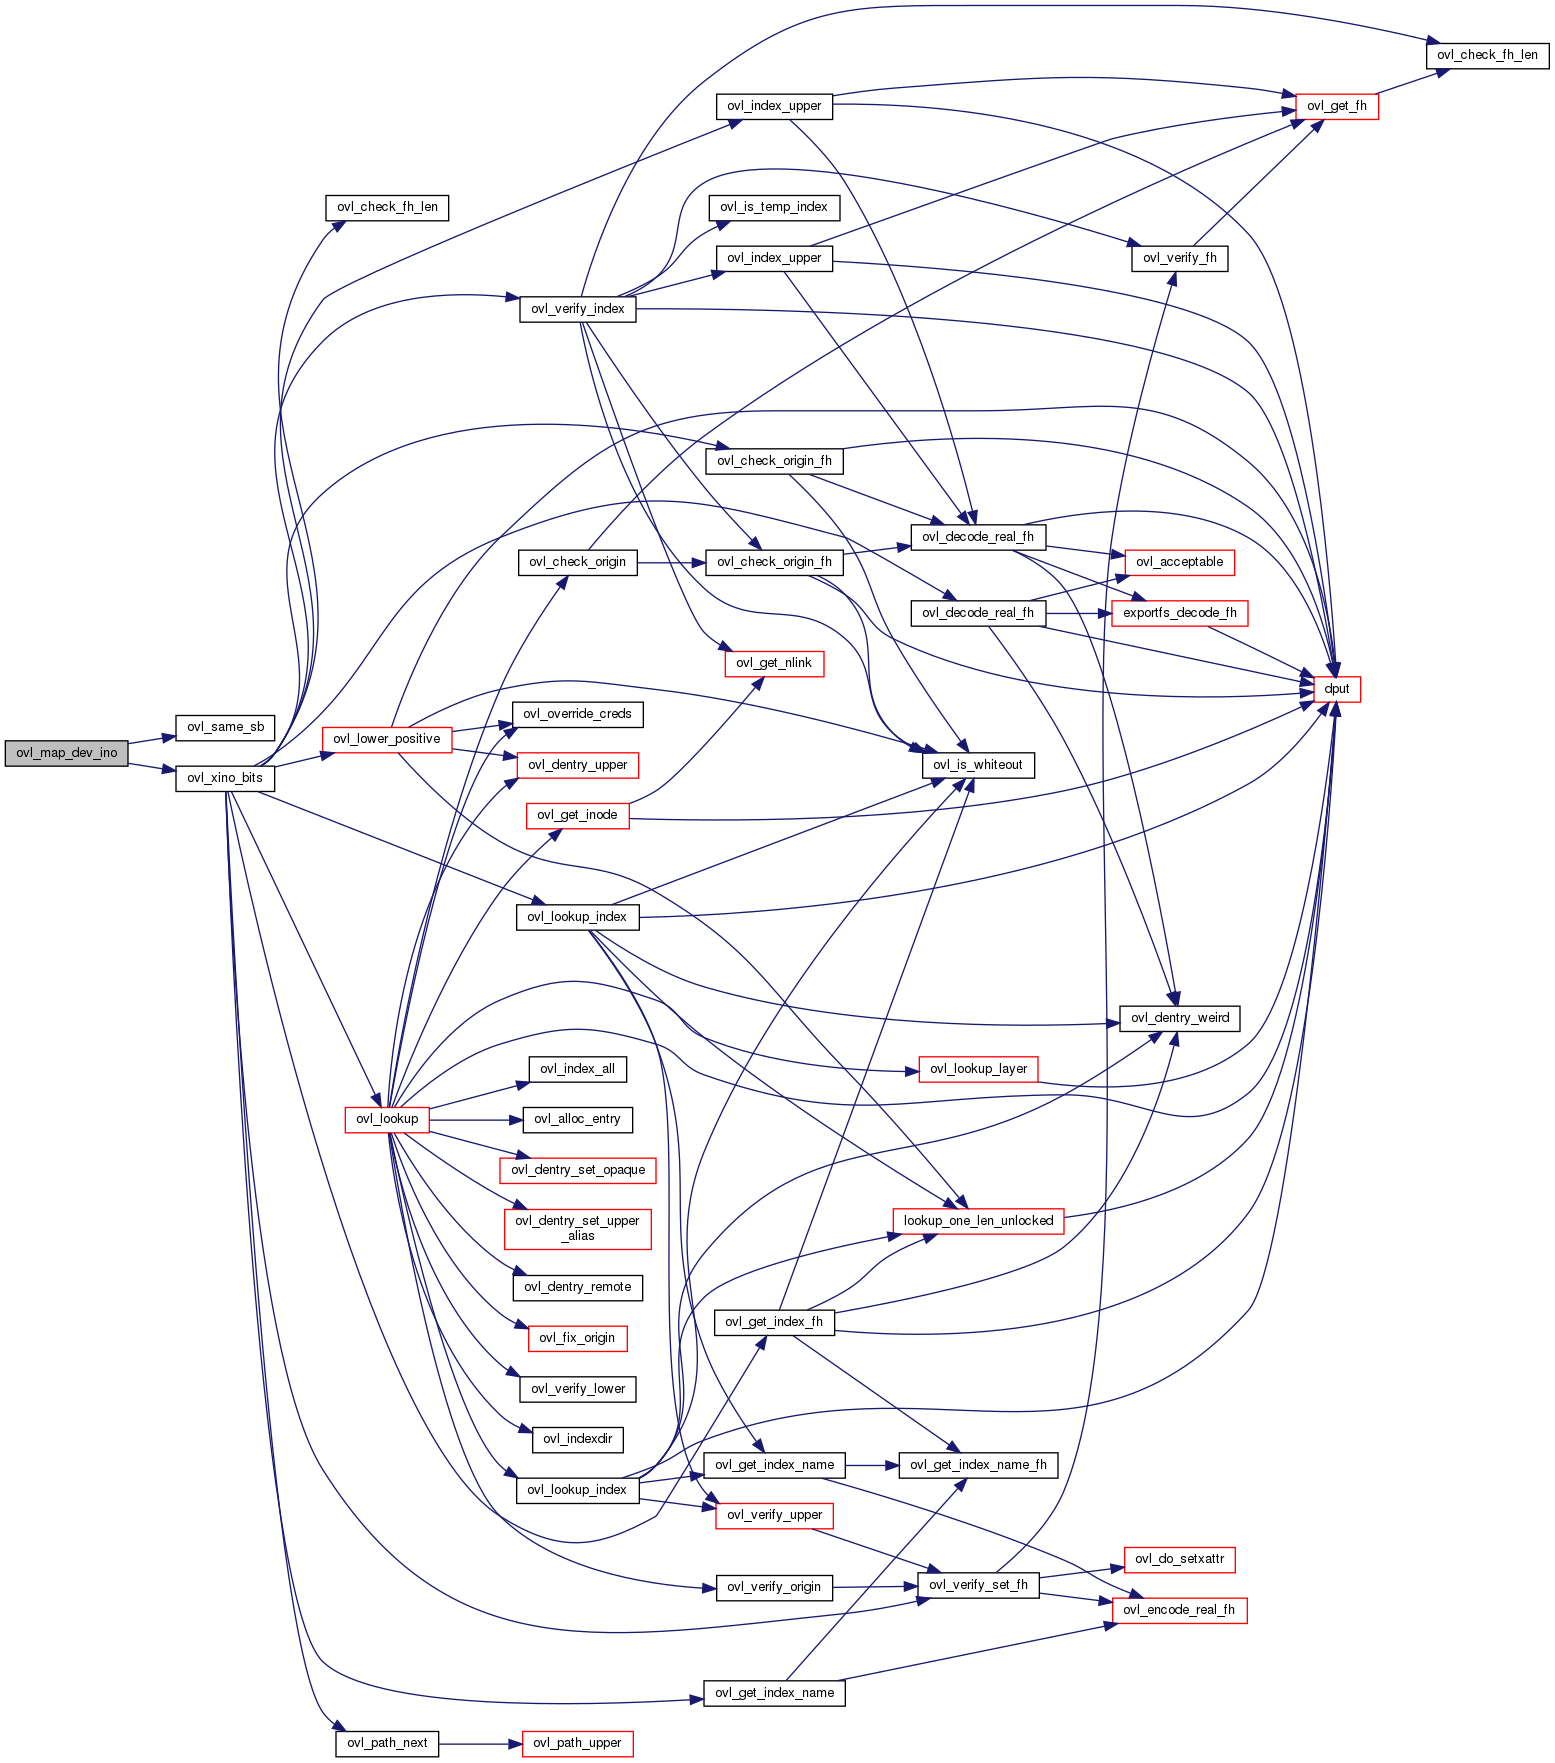 ovl_check_fh_len
ovl_index_upper
ovl_get_fh
ovl_check_fh_len
ovl_is_temp_index
ovl_index_upper
ovl_verify_fh
ovl_verify_index
ovl_check_origin_fh
ovl_decode_real_fh
ovl_check_origin
ovl_check_origin_fh
ovl_acceptable
ovl_decode_real_fh
exportfs_decode_fh
ovl_get_nlink
dput
ovl_override_creds
ovl_same_sb
ovl_lower_positive
ovl_map_dev_ino
ovl_dentry_upper
ovl_is_whiteout
ovl_xino_bits
ovl_get_inode
ovl_lookup_index
ovl_dentry_weird
ovl_index_all
ovl_lookup_layer
ovl_lookup
ovl_alloc_entry
ovl_dentry_set_opaque
ovl_dentry_set_upper
_alias
lookup_one_len_unlocked
ovl_dentry_remote
ovl_get_index_fh
ovl_fix_origin
ovl_verify_lower
ovl_indexdir
ovl_get_index_name
ovl_get_index_name_fh
ovl_lookup_index
ovl_verify_upper
ovl_do_setxattr
ovl_verify_origin
ovl_verify_set_fh
ovl_encode_real_fh
ovl_get_index_name
ovl_path_next
ovl_path_upper